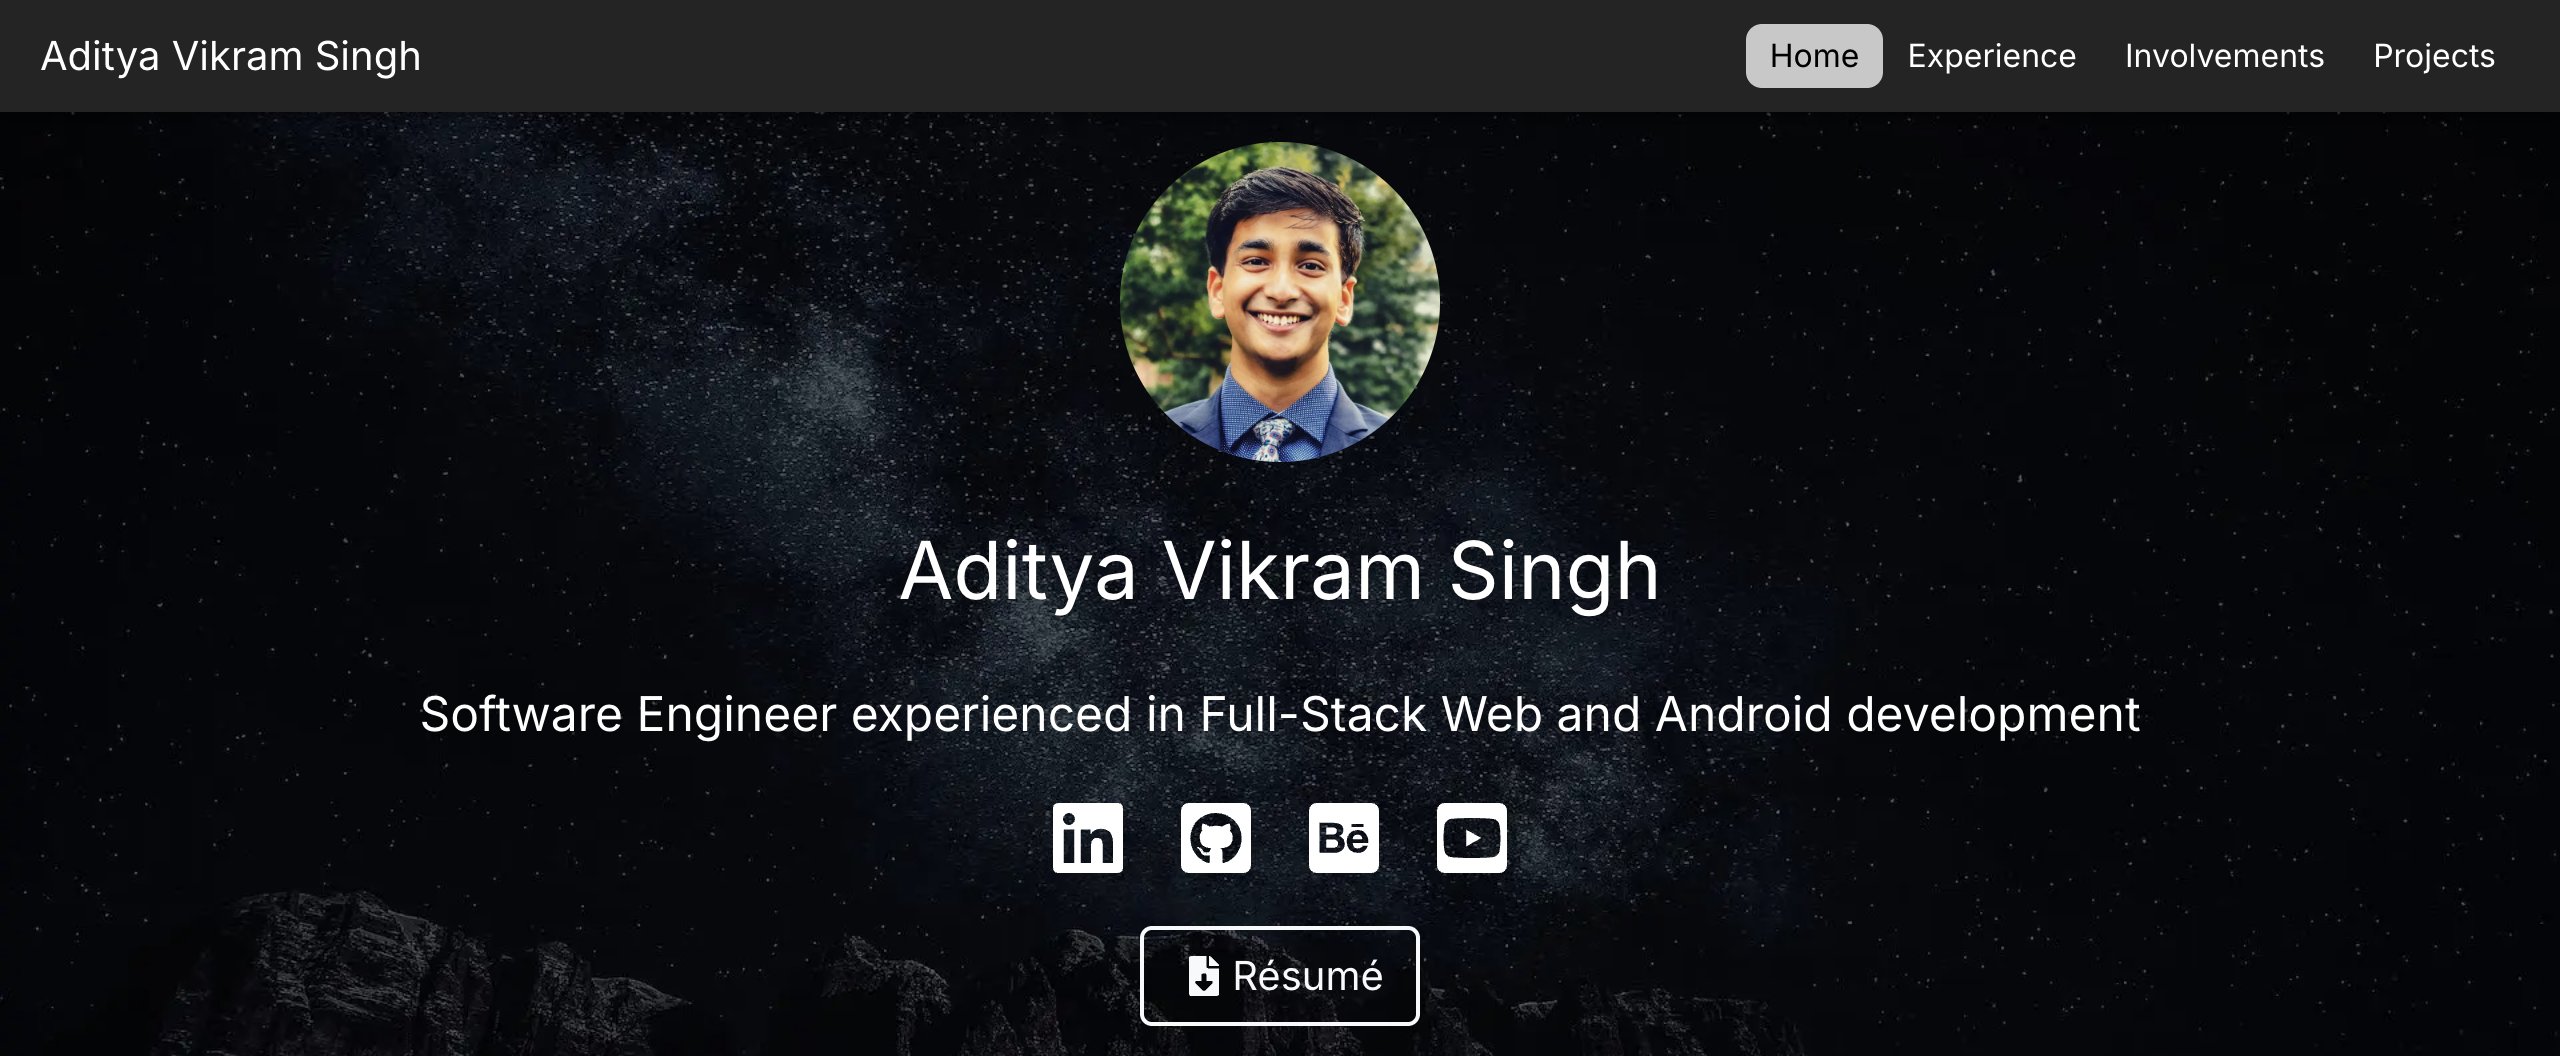 Aditya Vikram Singh
Home Experience Involvements Projects
Aditya Vikram Singh
Software Engineer experienced in Full-Stack Web and Android development
in Bē
Résumé